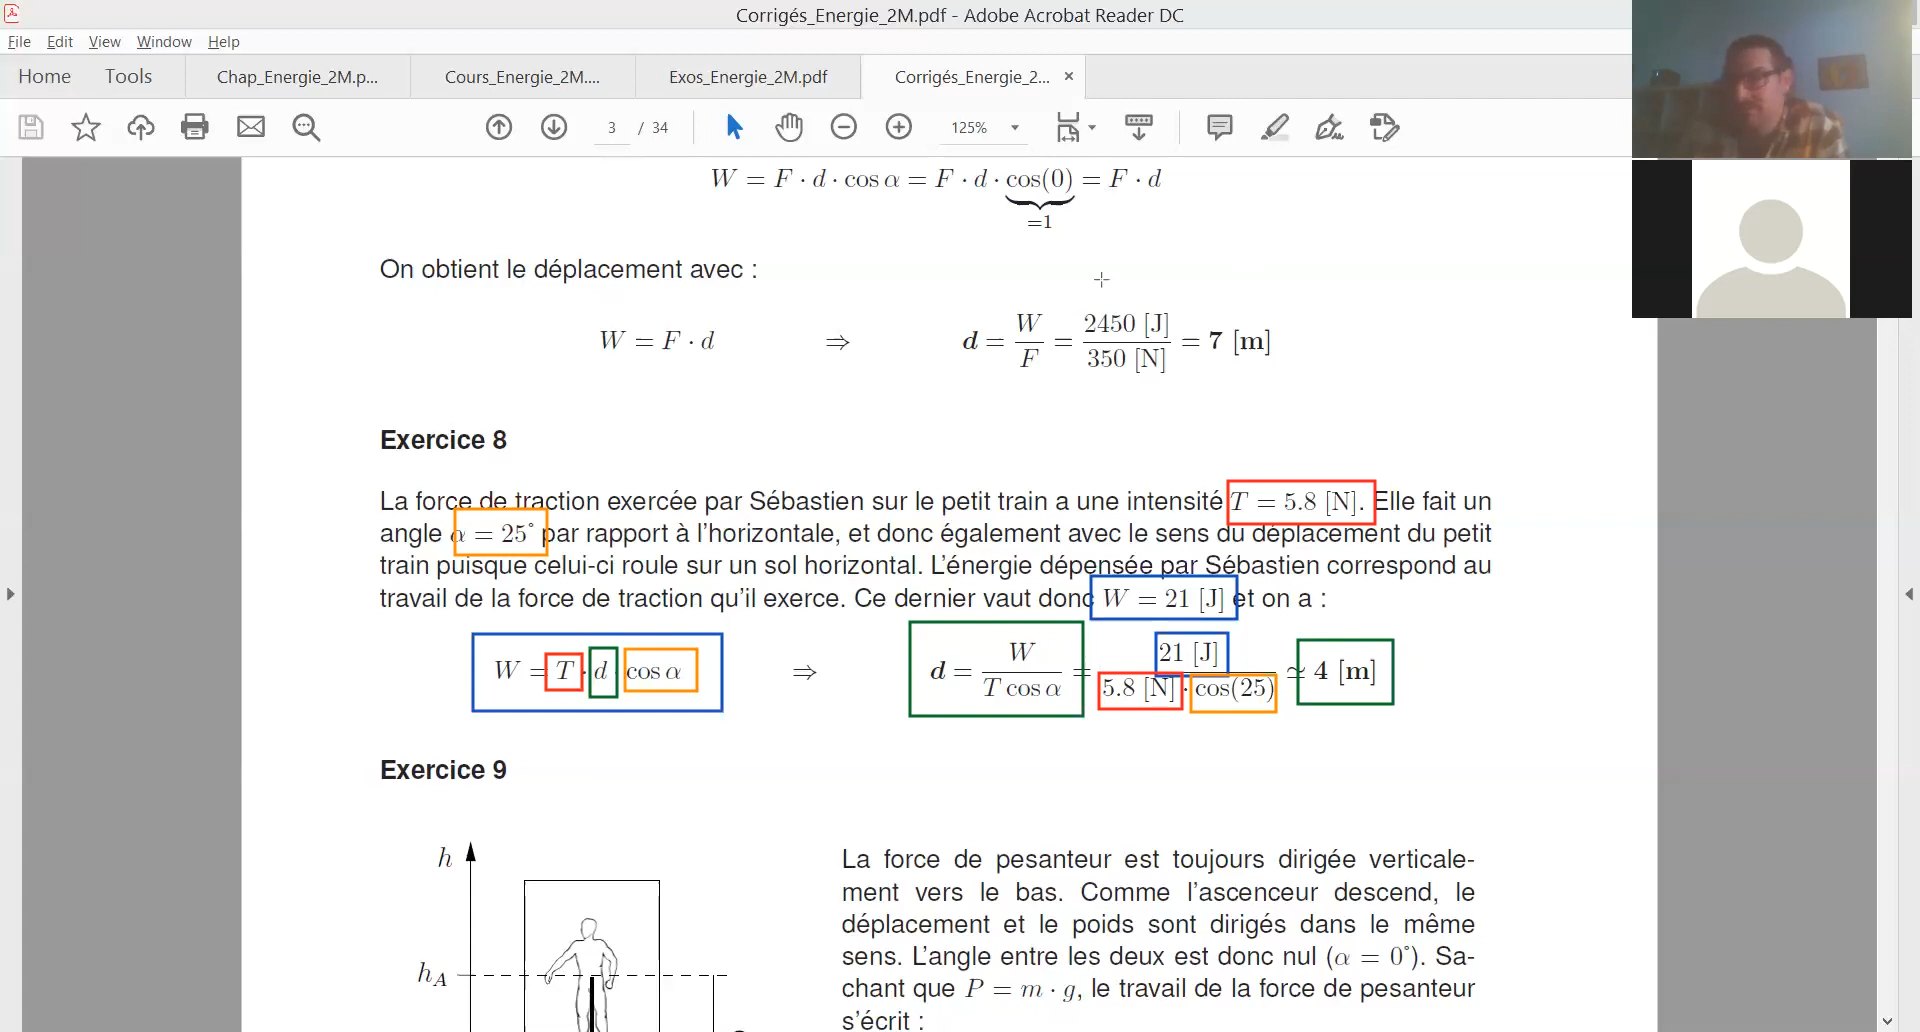 Corrigés_Energie_2M.pdf - Adobe Acrobat Reader DC
File Edit View Window Help
Home Tools Chap_Energie_2M.p... Cours_Energie_2M.... Exos_Energie_2M.pdf Corrigés_Energie_2... ×
3 / 34 125%
W = F · d · cos α = F · d · cos(0) = F · d
=1
On obtient le déplacement avec :
W = F · d ⇒ d = W/F = 2450 [J]/350 [N] = 7 [m]
Exercice 8
La force de traction exercée par Sébastien sur le petit train a une intensité T = 5.8 [N]. Elle fait un
angle α = 25° par rapport à l'horizontale, et donc également avec le sens du déplacement du petit
train puisque celui-ci roule sur un sol horizontal. L'énergie dépensée par Sébastien correspond au
travail de la force de traction qu'il exerce. Ce dernier vaut donc W = 21 [J] et on a :
W = T · d · cos α ⇒ d = W/T cos α = 21 [J]/5.8 [N] · cos(25) ≃ 4 [m]
Exercice 9
h
h_A
La force de pesanteur est toujours dirigée verticale-
ment vers le bas. Comme l'ascenceur descend, le
déplacement et le poids sont dirigés dans le même
sens. L'angle entre les deux est donc nul (α = 0°). Sa-
chant que P = m · g, le travail de la force de pesanteur
s'écrit :